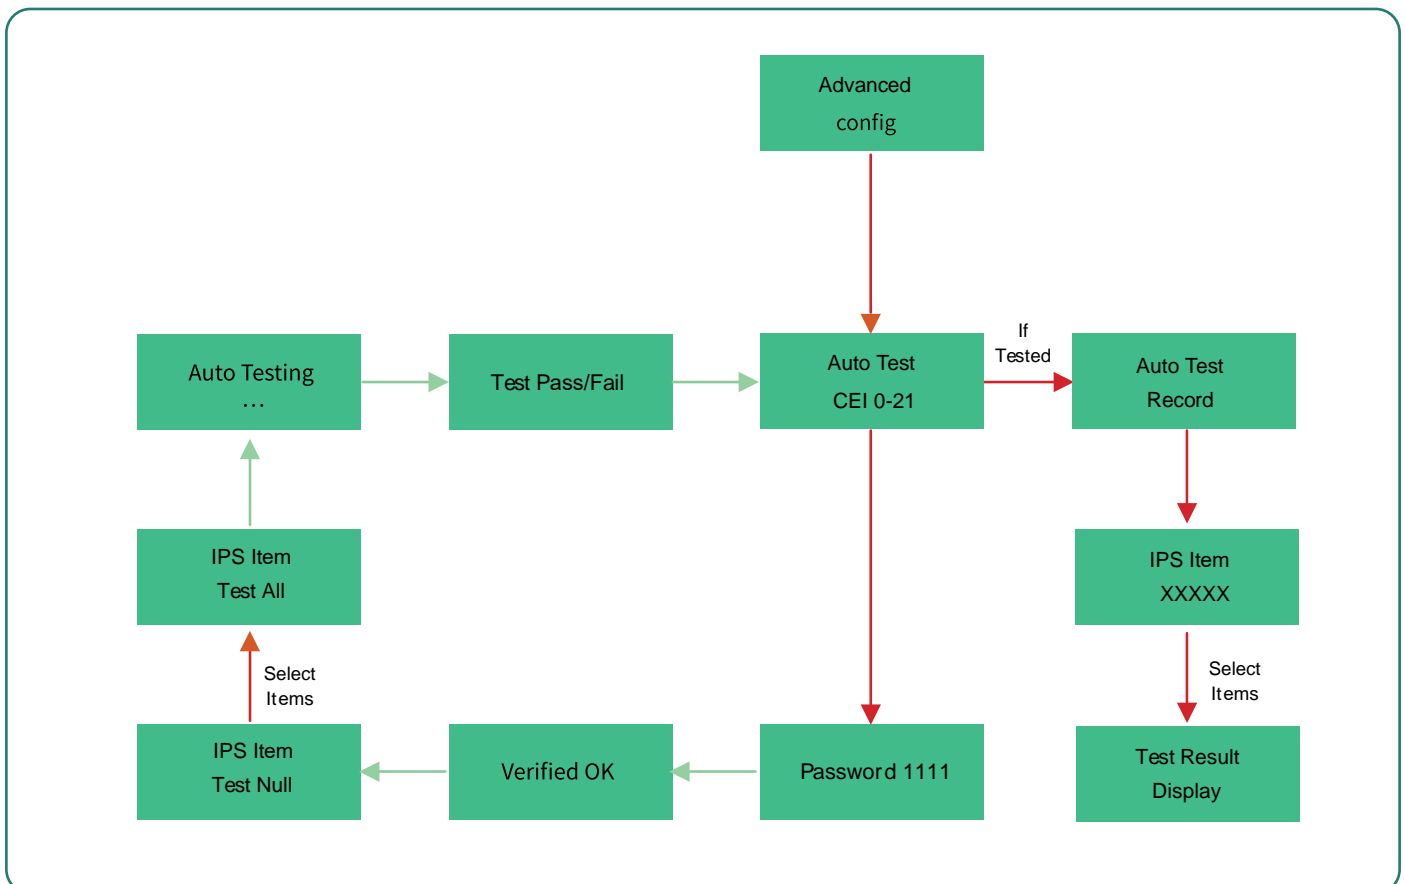 Advanced
config
Auto Testing
...
Test Pass/Fail
Auto Test
CEI 0-21
If
Tested
Auto Test
Record
IPS Item
Test All
IPS Item
XXXXX
Select
Items
Select
Items
IPS Item
Test Null
Verified OK
Password 1111
Test Result
Display